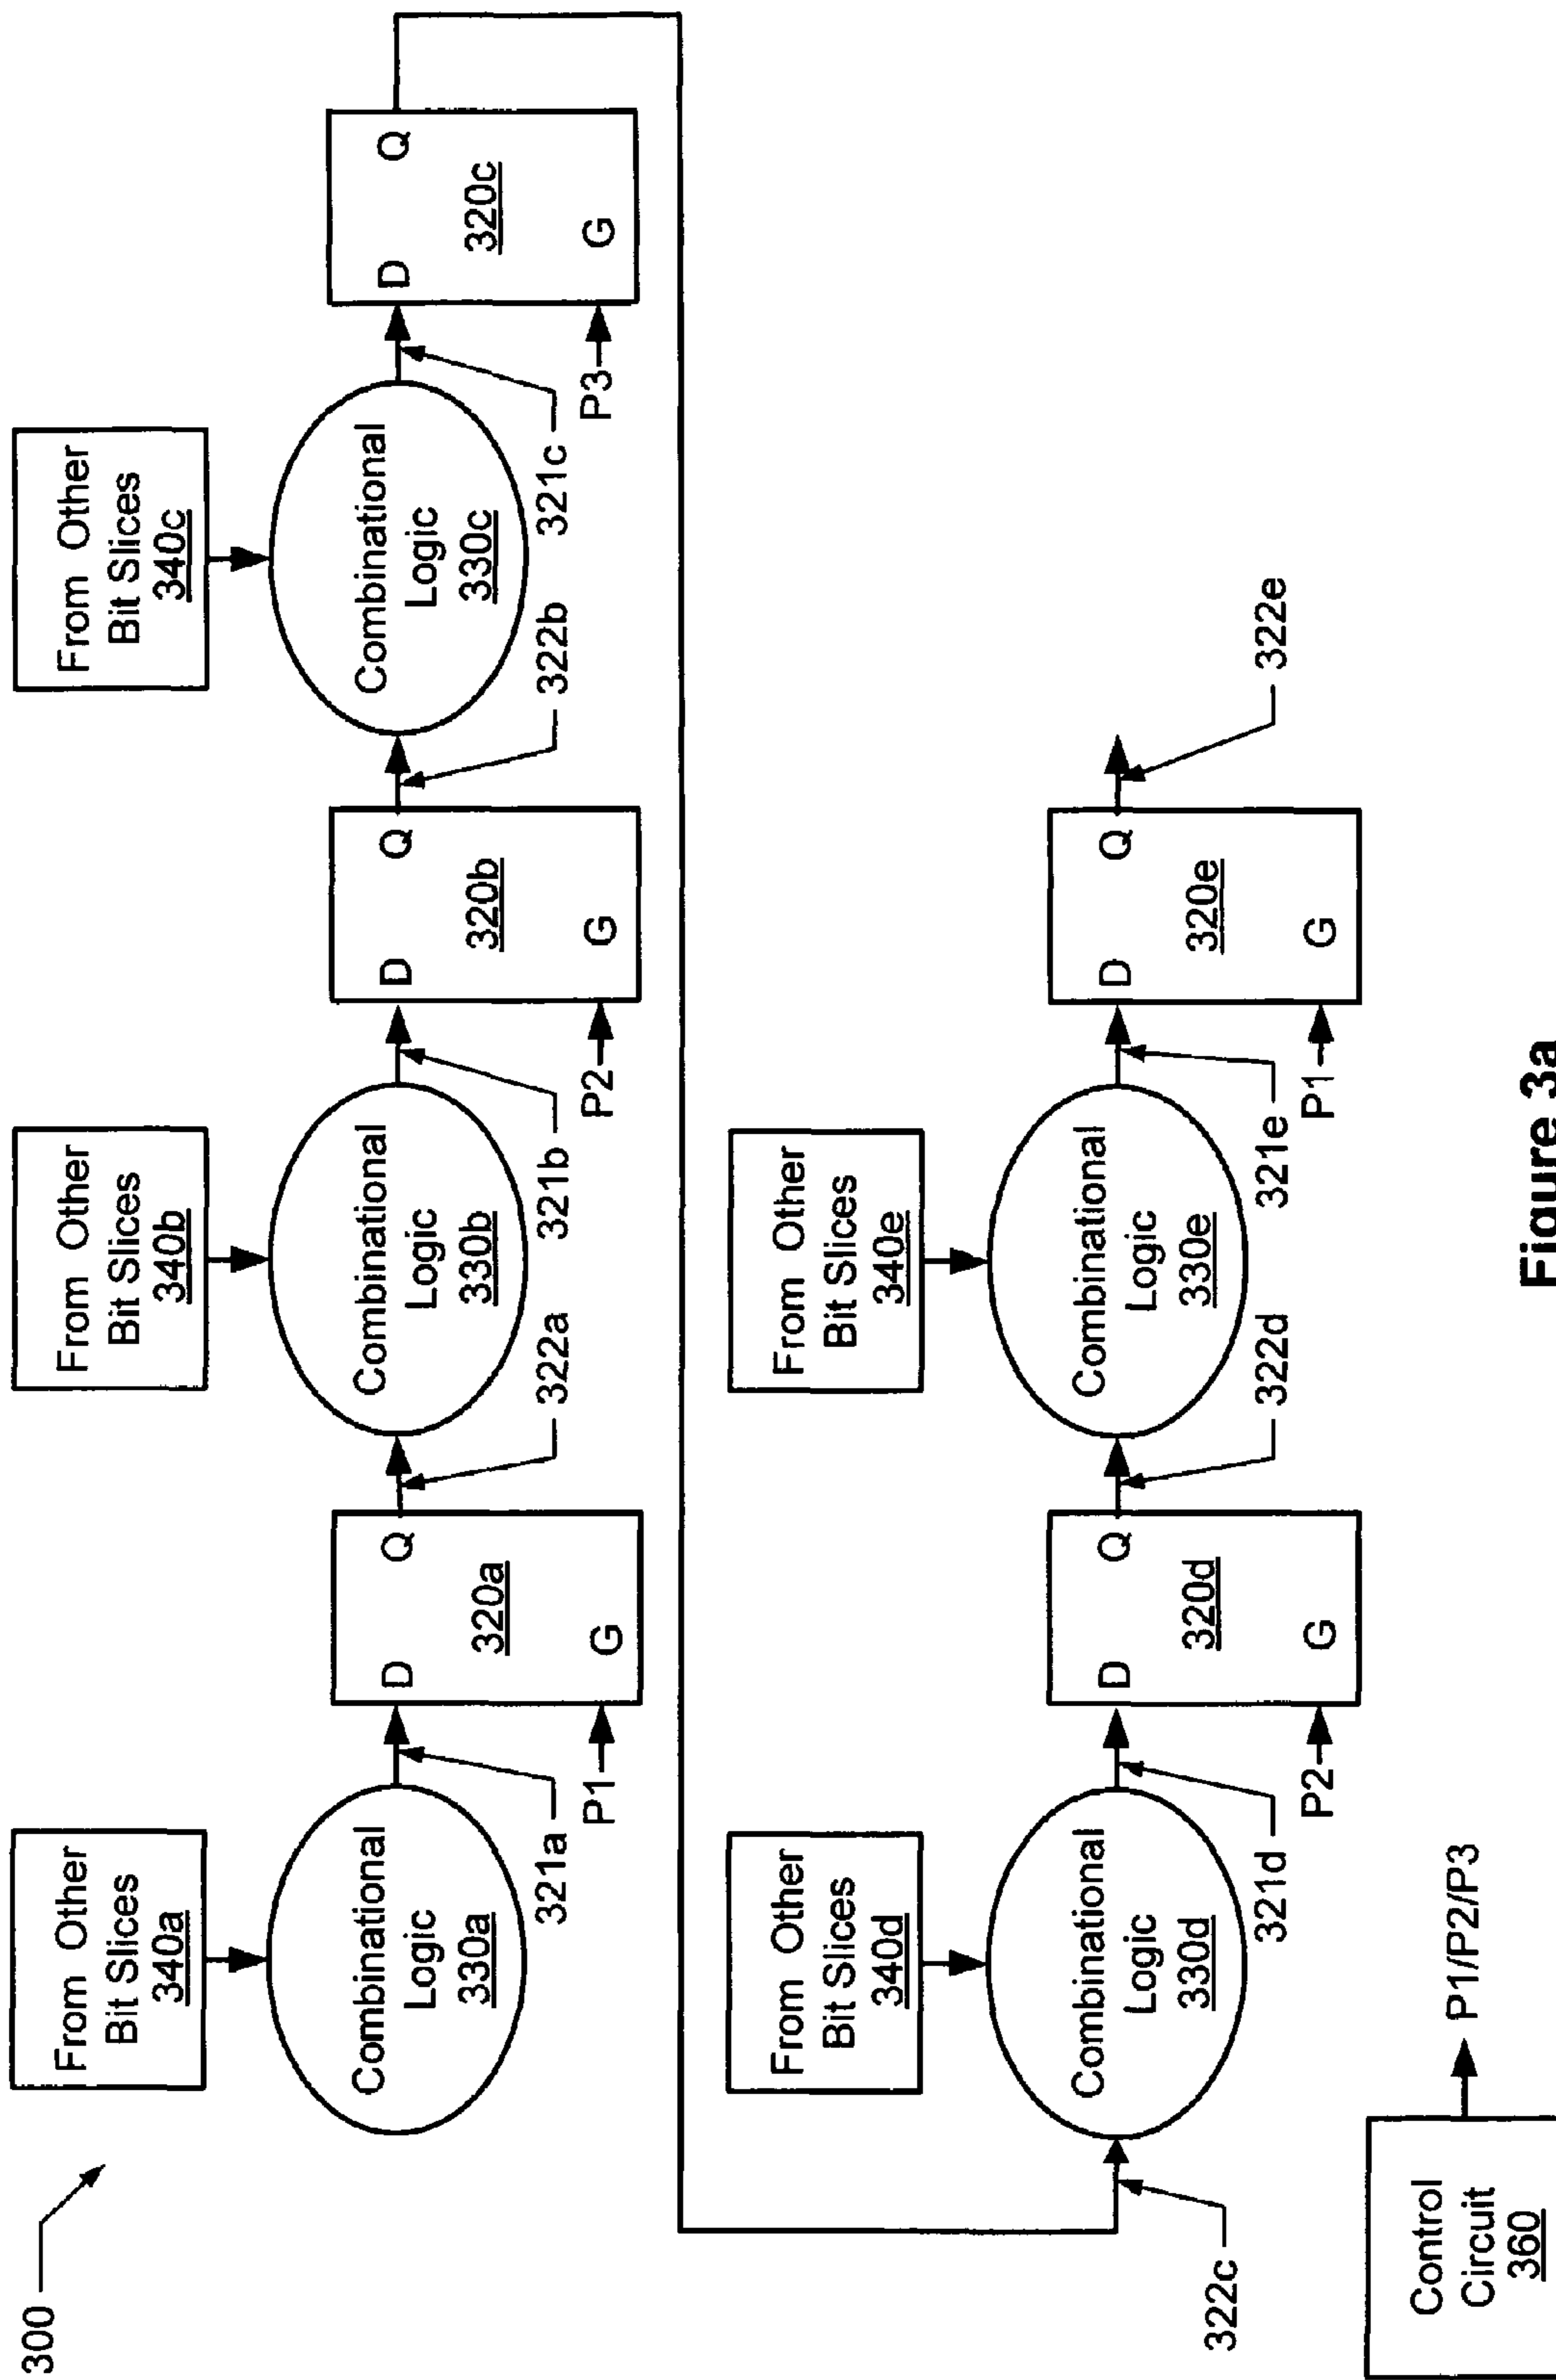 300
From Other
Bit Slices
340a
From Other
Bit Slices
340b
From Other
Bit Slices
340c
Combinational
Logic
330a
D
Q
320a
G
Combinational
Logic
330b
D
Q
320b
G
Combinational
Logic
330c
D
Q
320c
G
321a
P1
322a
321b
P2
322b
321c
P3
From Other
Bit Slices
340d
From Other
Bit Slices
340e
Combinational
Logic
330d
D
Q
320d
G
Combinational
Logic
330e
D
Q
320e
G
322c
321d
P2
322d
321e
P1
322e
Control
Circuit
360
P1/P2/P3
Figure 3a